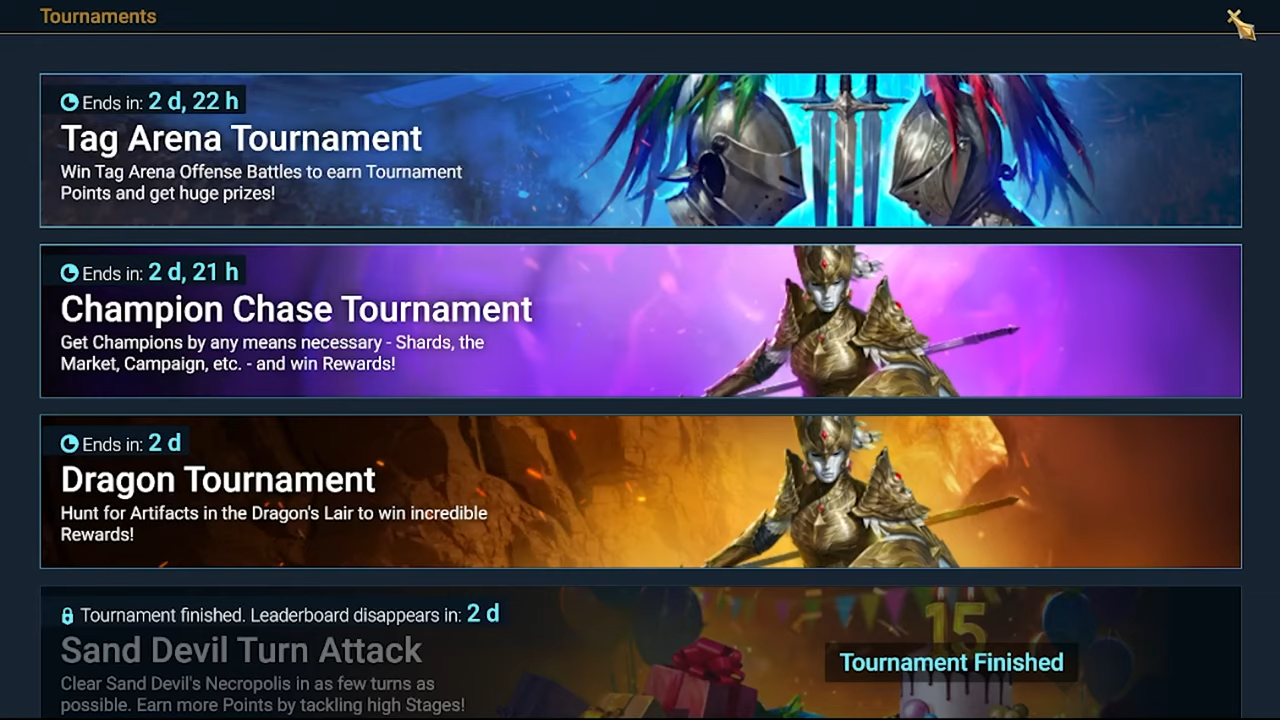 Tournaments
Ends in: 2 d, 22 h
Tag Arena Tournament
Win Tag Arena Offense Battles to earn Tournament
Points and get huge prizes!
Ends in: 2 d, 21 h
Champion Chase Tournament
Get Champions by any means necessary - Shards, the
Market, Campaign, etc. - and win Rewards!
Ends in: 2 d
Dragon Tournament
Hunt for Artifacts in the Dragon's Lair to win incredible
Rewards!
Tournament finished. Leaderboard disappears in: 2 d
15
Sand Devil Turn Attack
Tournament Finished
Clear Sand Devil's Necropolis in as few turns as
possible. Earn more Points by tackling high Stages!